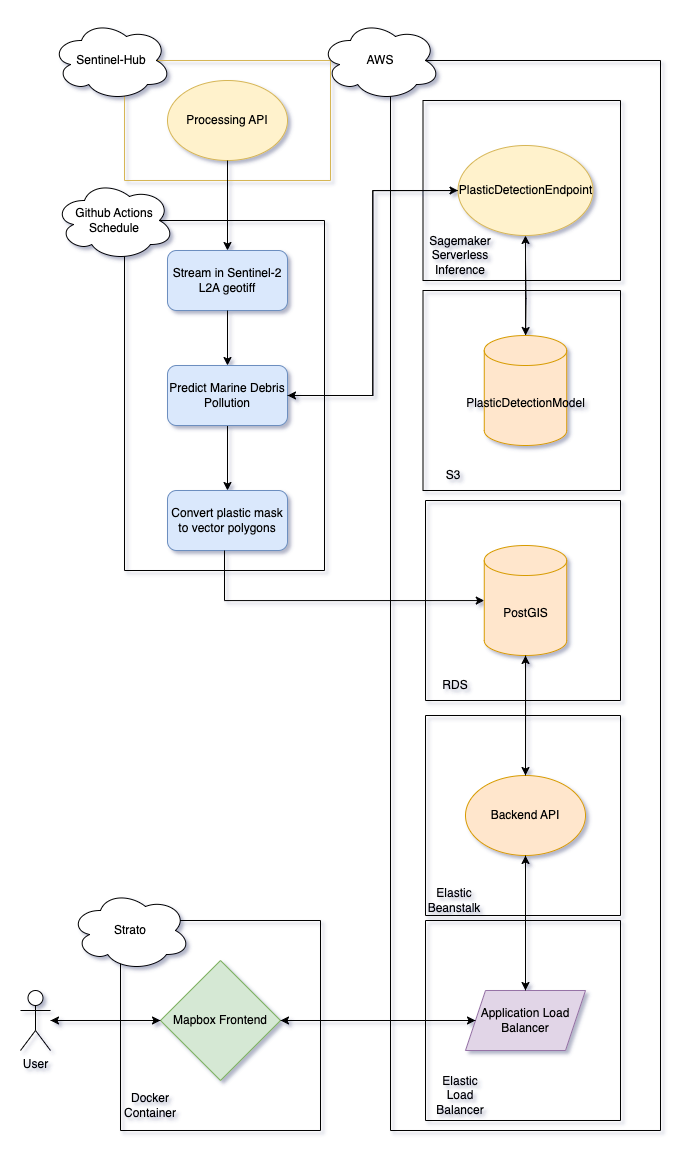 Sentinel-Hub
AWS
Processing API
PlasticDetectionEndpoint
Sagemaker
Serverless
Inference
Github Actions
Schedule
Stream in Sentinel-2
L2A geotiff
Predict Marine Debris
Pollution
PlasticDetectionModel
S3
Convert plastic mask
to vector polygons
PostGIS
RDS
Backend API
Elastic
Beanstalk
Strato
Mapbox Frontend
Application Load
Balancer
User
Docker
Container
Elastic
Load
Balancer